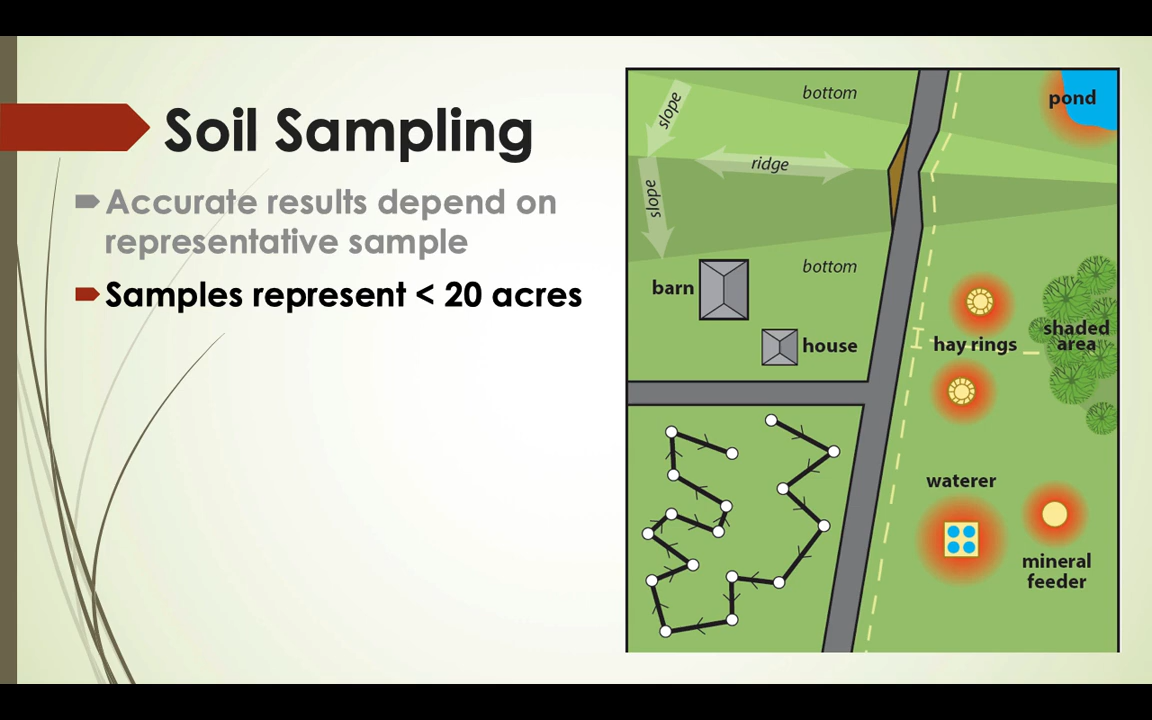 Soil Sampling
Accurate results depend on
representative sample
Samples represent < 20 acres
slope
bottom
pond
ridge
slope
bottom
barn
house
hay rings
shaded
area
waterer
mineral
feeder